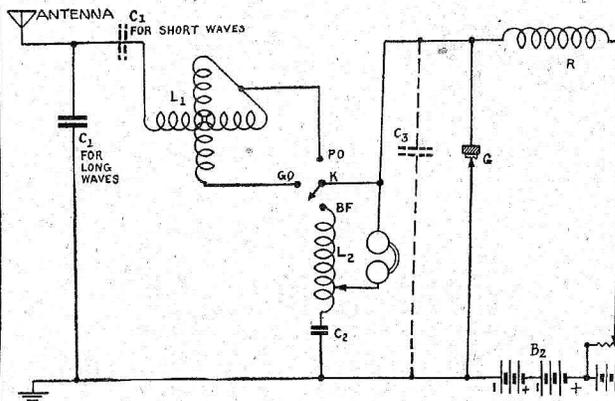 ANTENNA
C1
FOR SHORT WAVES
L1
C1
FOR
LONG
WAVES
PO
GO
K
BF
L2
C2
C3
G
R
B2
+
+